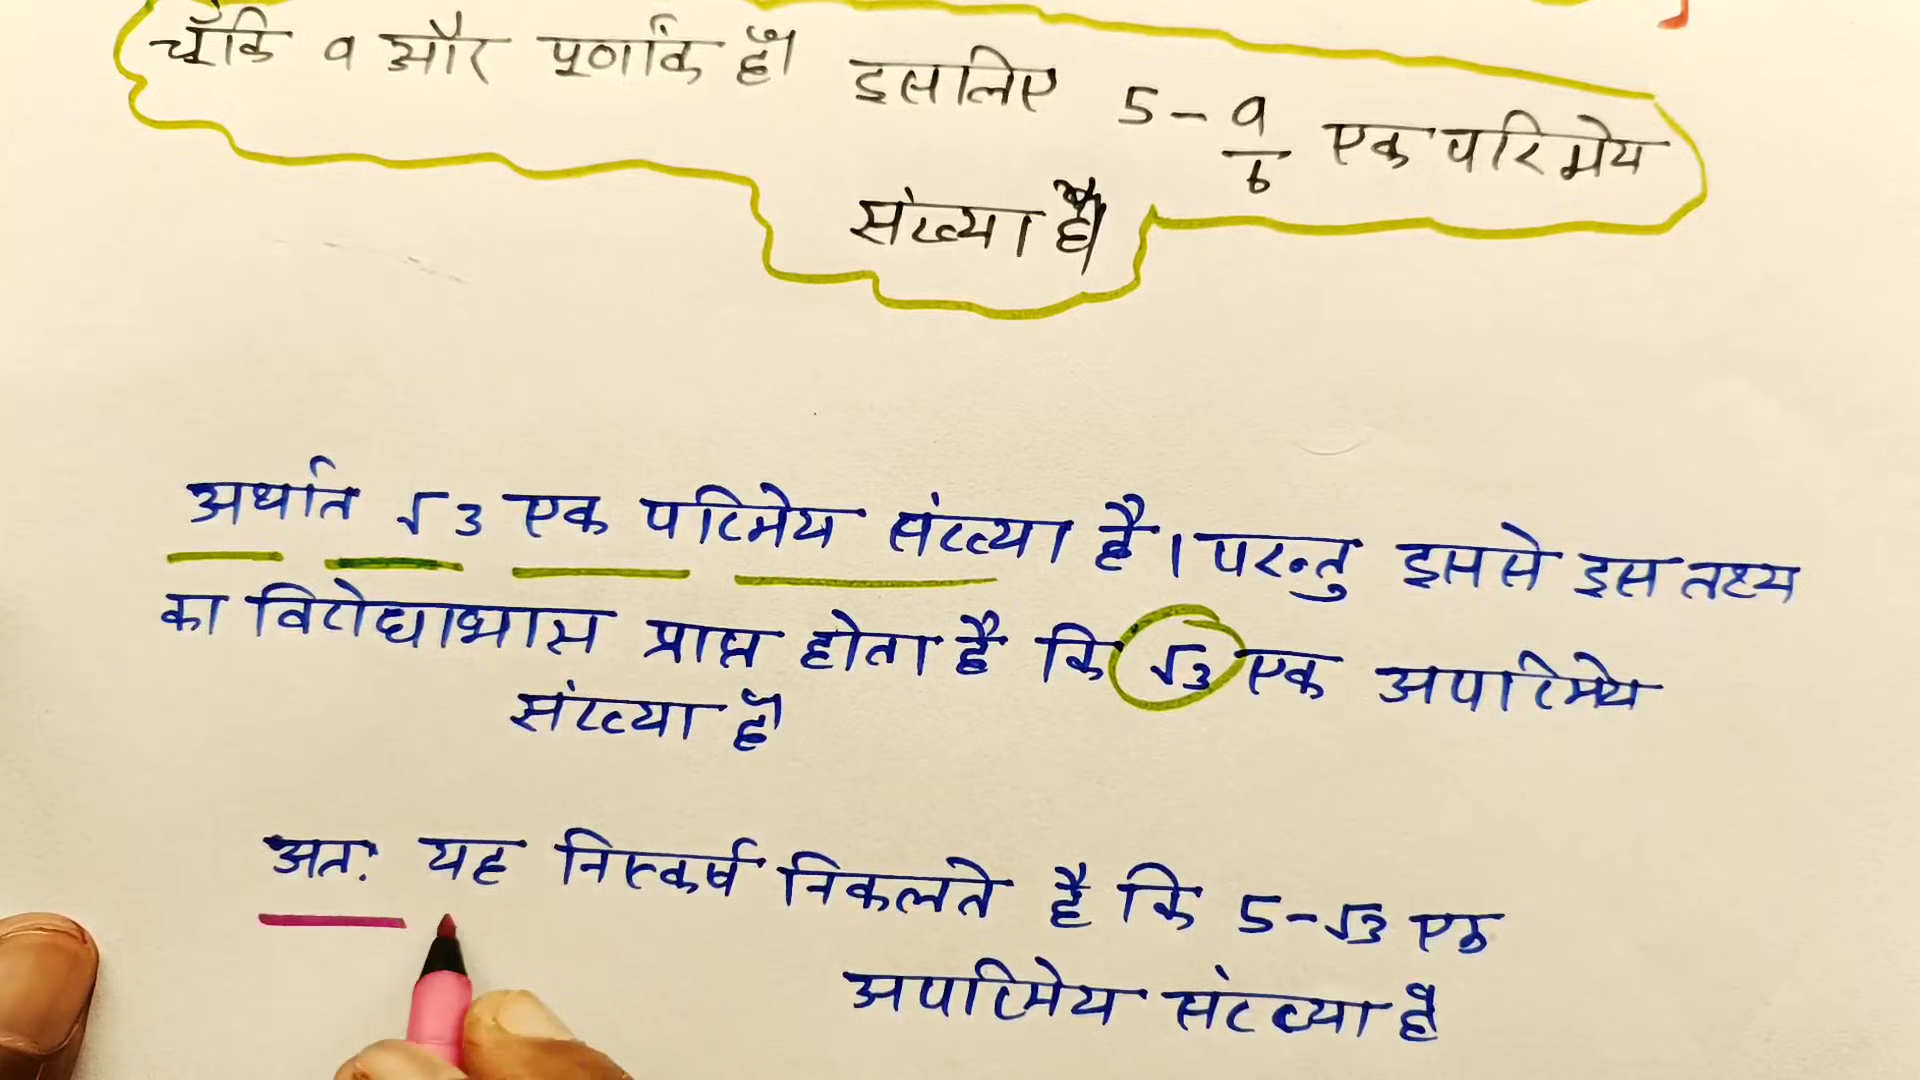 चूँकि a और पूर्णांक है। इसलिए 5 - a/b एक परिमेय
संख्या है।
अर्थात √3 एक परिमेय संख्या है। परन्तु इससे इस तथ्य
का विरोधाभास प्राप्त होता है कि √3 एक अपरिमेय
संख्या है।
अतः यह निस्कर्ष निकलते है कि 5-√3 एक
अपरिमेय संख्या है